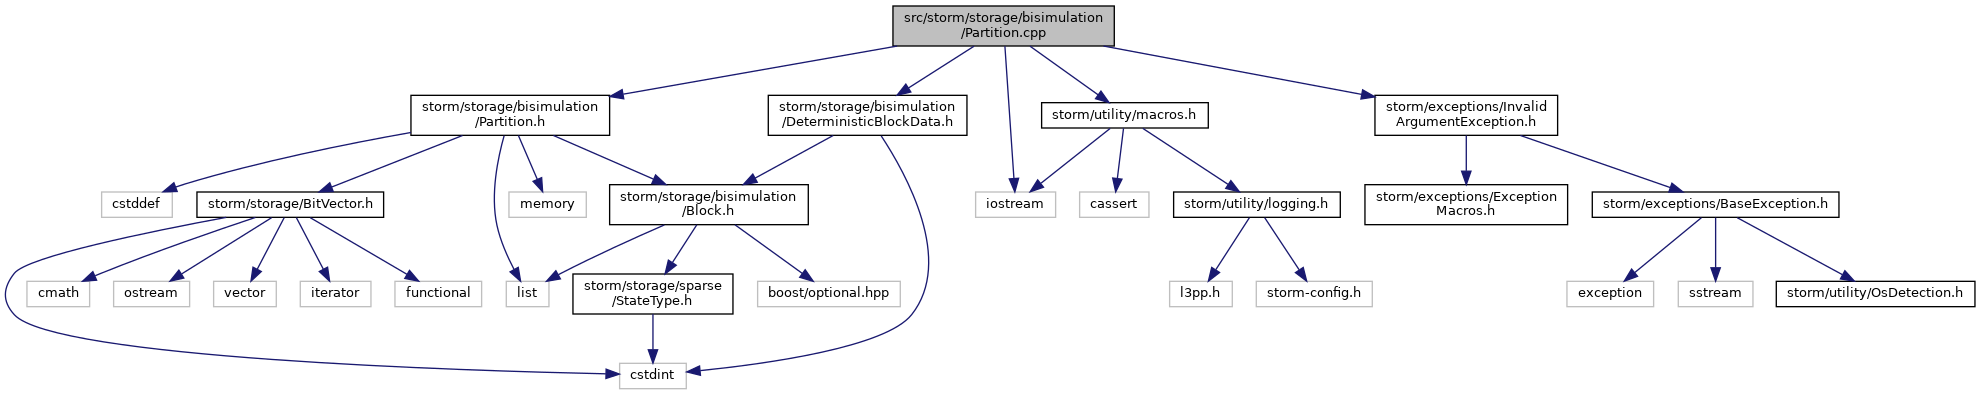 src/storm/storage/bisimulation
/Partition.cpp
storm/storage/bisimulation
/Partition.h
storm/storage/bisimulation
/DeterministicBlockData.h
storm/utility/macros.h
storm/exceptions/Invalid
ArgumentException.h
cstddef
storm/storage/BitVector.h
memory
storm/storage/bisimulation
/Block.h
iostream
cassert
storm/utility/logging.h
storm/exceptions/Exception
Macros.h
storm/exceptions/BaseException.h
cmath
ostream
vector
iterator
functional
list
storm/storage/sparse
/StateType.h
boost/optional.hpp
l3pp.h
storm-config.h
exception
sstream
storm/utility/OsDetection.h
cstdint